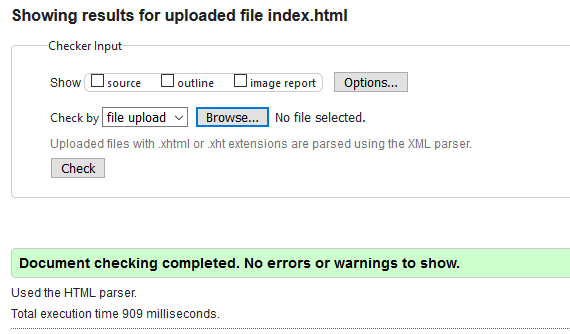 Showing results for uploaded file index.html
Checker Input
Show source outline image report Options...
Check by file upload Browse... No file selected.
Uploaded files with .xhtml or .xht extensions are parsed using the XML parser.
Check
Document checking completed. No errors or warnings to show.
Used the HTML parser.
Total execution time 909 milliseconds.